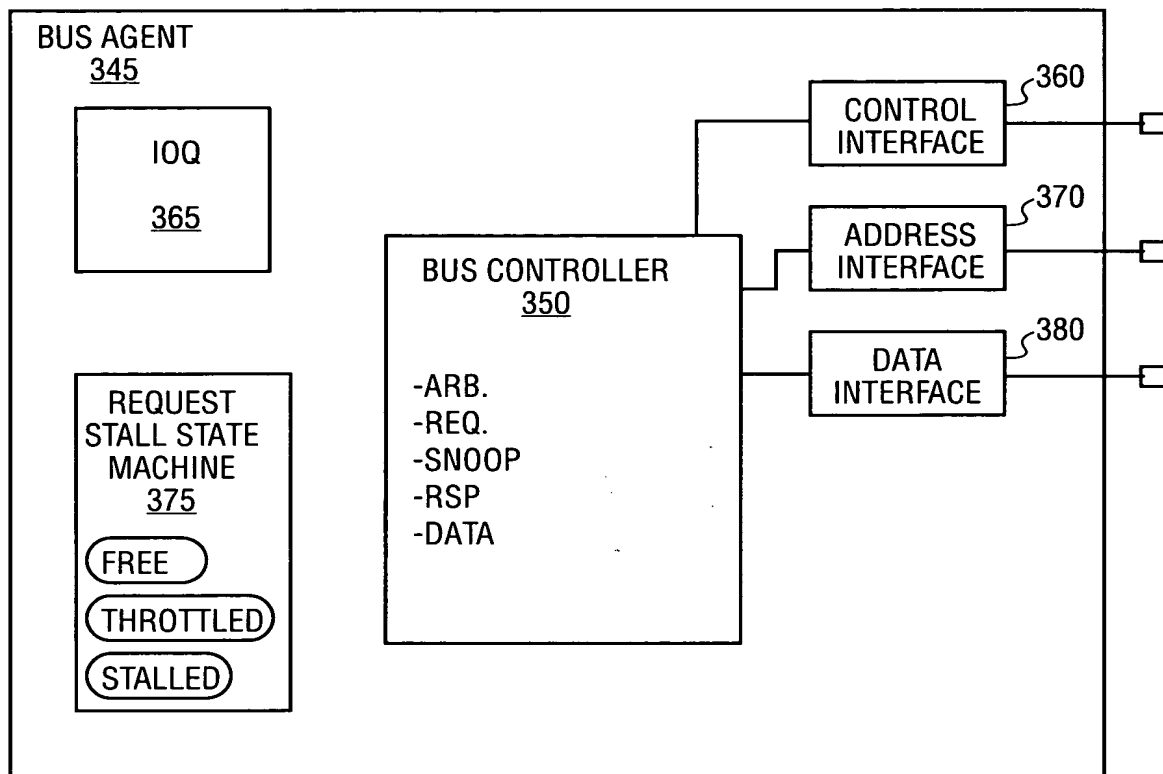 BUS AGENT
345
IOQ
365
REQUEST
STALL STATE
MACHINE
375
FREE
THROTTLED
STALLED
BUS CONTROLLER
350
-ARB.
-REQ.
-SNOOP
-RSP
-DATA
CONTROL
INTERFACE
360
ADDRESS
INTERFACE
370
DATA
INTERFACE
380